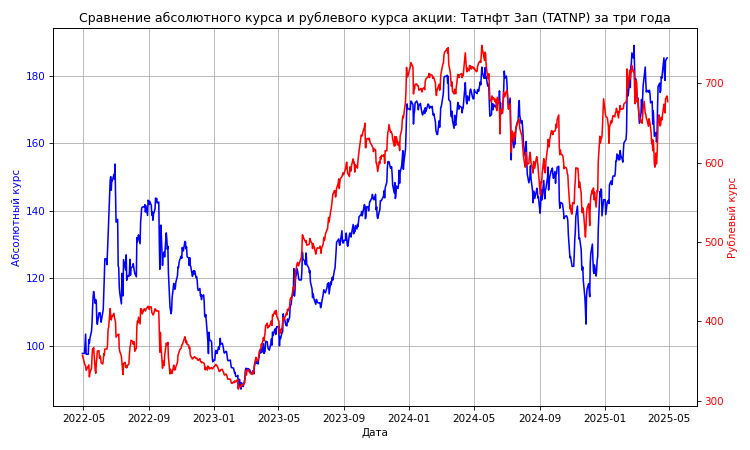 Сравнение абсолютного курса и рублевого курса акции: Татнфт 3ап (TATNP) за три года
180
160
140
120
100
Абсолютный курс
700
600
500
400
300
Рублевый курс
2022-05 2022-09 2023-01 2023-05 2023-09 2024-01 2024-05 2024-09 2025-01 2025-05
Дата